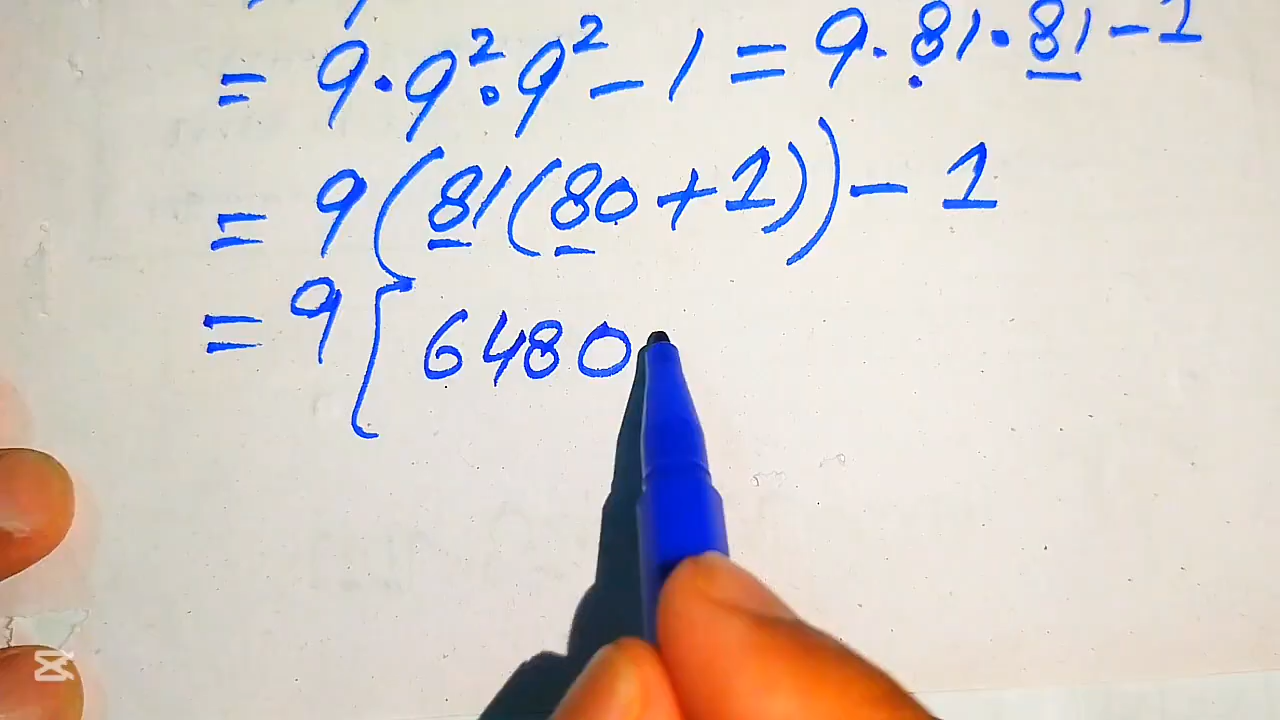 = 9·9²·9² – 1 = 9·81·81 – 1
= 9(81(80+1)) – 1
= 9{6480